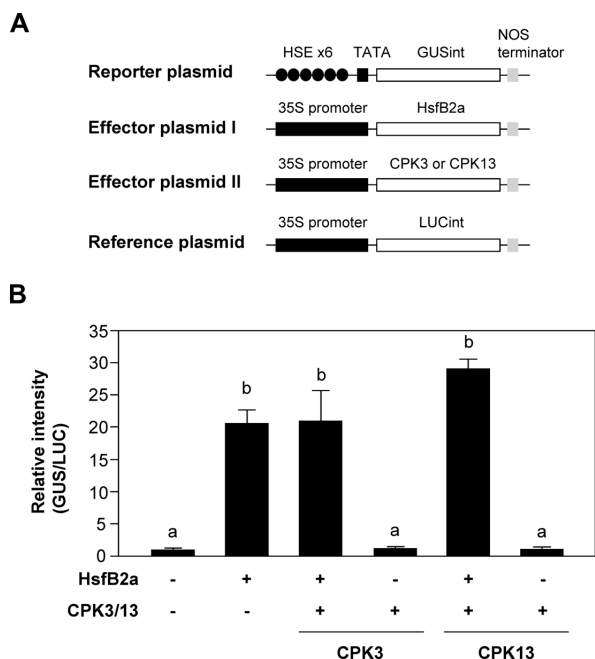 A
HSE x6 TATA GUSint NOS terminator
Reporter plasmid
35S promoter HsfB2a
Effector plasmid I
35S promoter CPK3 or CPK13
Effector plasmid II
35S promoter LUCint
Reference plasmid
B
Relative intensity
(GUS/LUC)
35
30
25
20
15
10
5
0
a b b a b a
HsfB2a - + + - + -
CPK3/13 - - + + + +
CPK3 CPK13